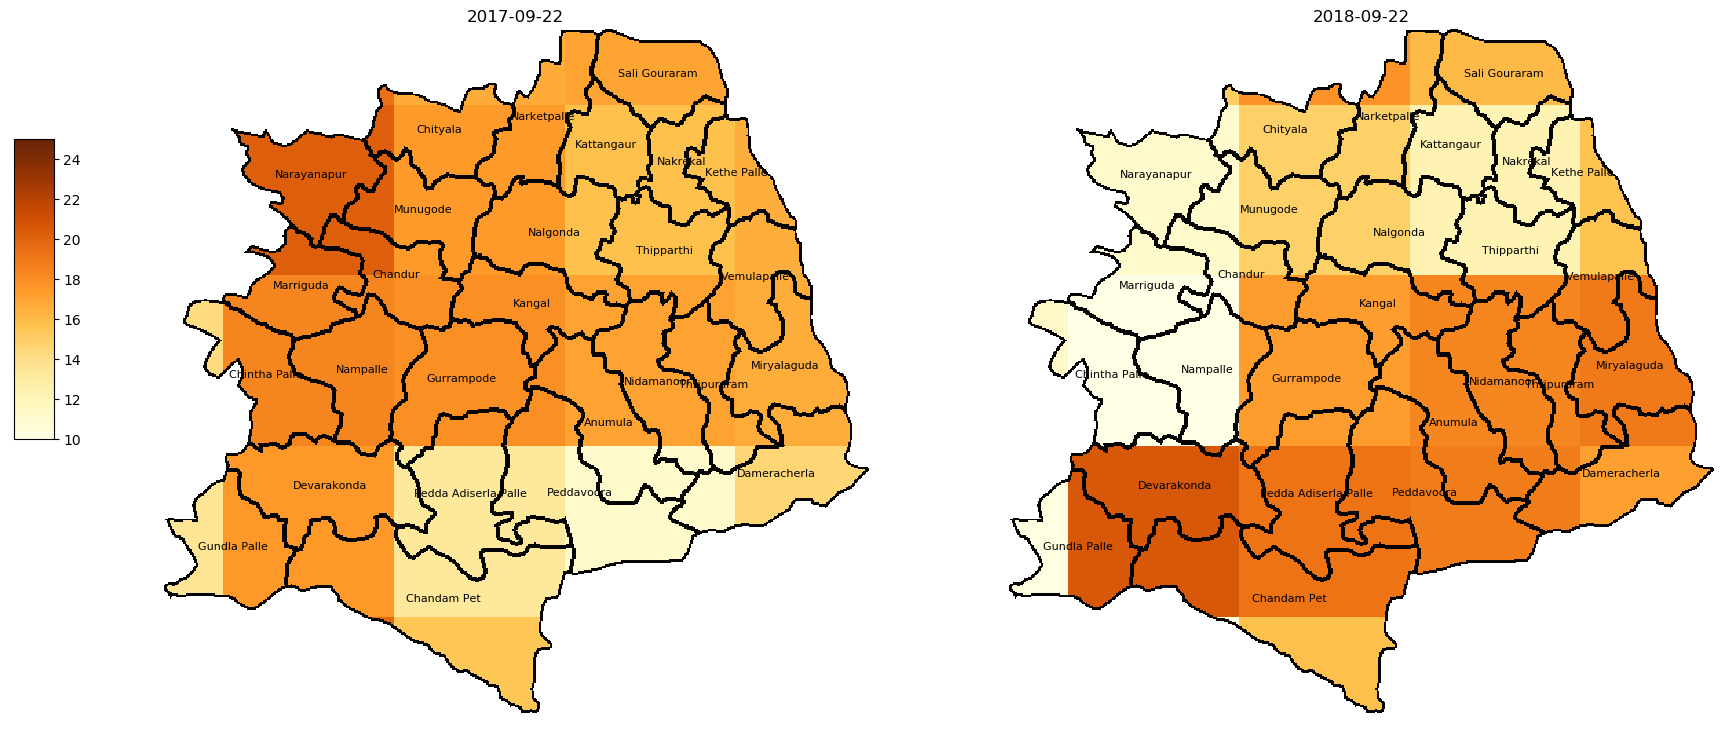 2017-09-22
2018-09-22
24
22
20
18
16
14
12
10
Sali Gouraram
Chityala
Narketpalle
Kattangaur
Nakrekal
Kethe Palle
Narayanapur
Munugode
Nalgonda
Thipparthi
Chandur
Vemulapalle
Marriguda
Kangal
Chintha Palle
Nampalle
Gurrampode
Nidamanoor
Thripuraram
Miryalaguda
Anumula
Devarakonda
Pedda Adiserla Palle
Peddavoora
Dameracherla
Gundla Palle
Chandam Pet
Sali Gouraram
Chityala
Narketpalle
Kattangaur
Nakrekal
Kethe Palle
Narayanapur
Munugode
Nalgonda
Thipparthi
Chandur
Vemulapalle
Marriguda
Kangal
Chintha Palle
Nampalle
Gurrampode
Nidamanoor
Thripuraram
Miryalaguda
Anumula
Devarakonda
Pedda Adiserla Palle
Peddavoora
Dameracherla
Gundla Palle
Chandam Pet